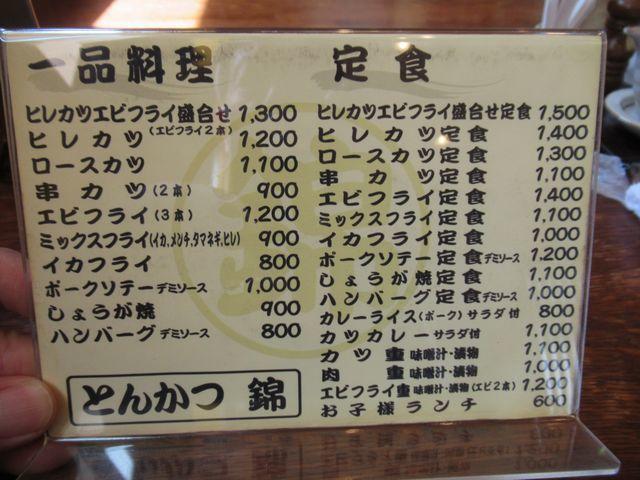 一品料理
ヒレカツエビフライ盛合せ 1,300
(エビフライ2本)
ヒレカツ 1,200
ロースカツ 1,100
串カツ(2本) 900
エビフライ(3本) 1,200
ミックスフライ(イカ、メンチ、タマネギ、ヒレ) 900
イカフライ 800
ポークソテーデミソース 1,000
しょうが焼 900
ハンバーグデミソース 800
とんかつ 錦
定食
ヒレカツエビフライ盛合せ定食 1,500
ヒレカツ定食 1,400
ロースカツ定食 1,300
串カツ定食 1,100
エビフライ定食 1,400
ミックスフライ定食 1,100
イカフライ定食 1,000
ポークソテー定食デミソース 1,200
しょうが焼定食 1,100
ハンバーグ定食デミソース 1,000
カレーライス(ポーク)サラダ付 800
カツカレーサラダ付 1,100
カツ重味噌汁・漬物 1,100
肉重味噌汁・漬物 1,000
エビフライ重味噌汁・漬物(エビ2本) 1,200
お子様ランチ 600